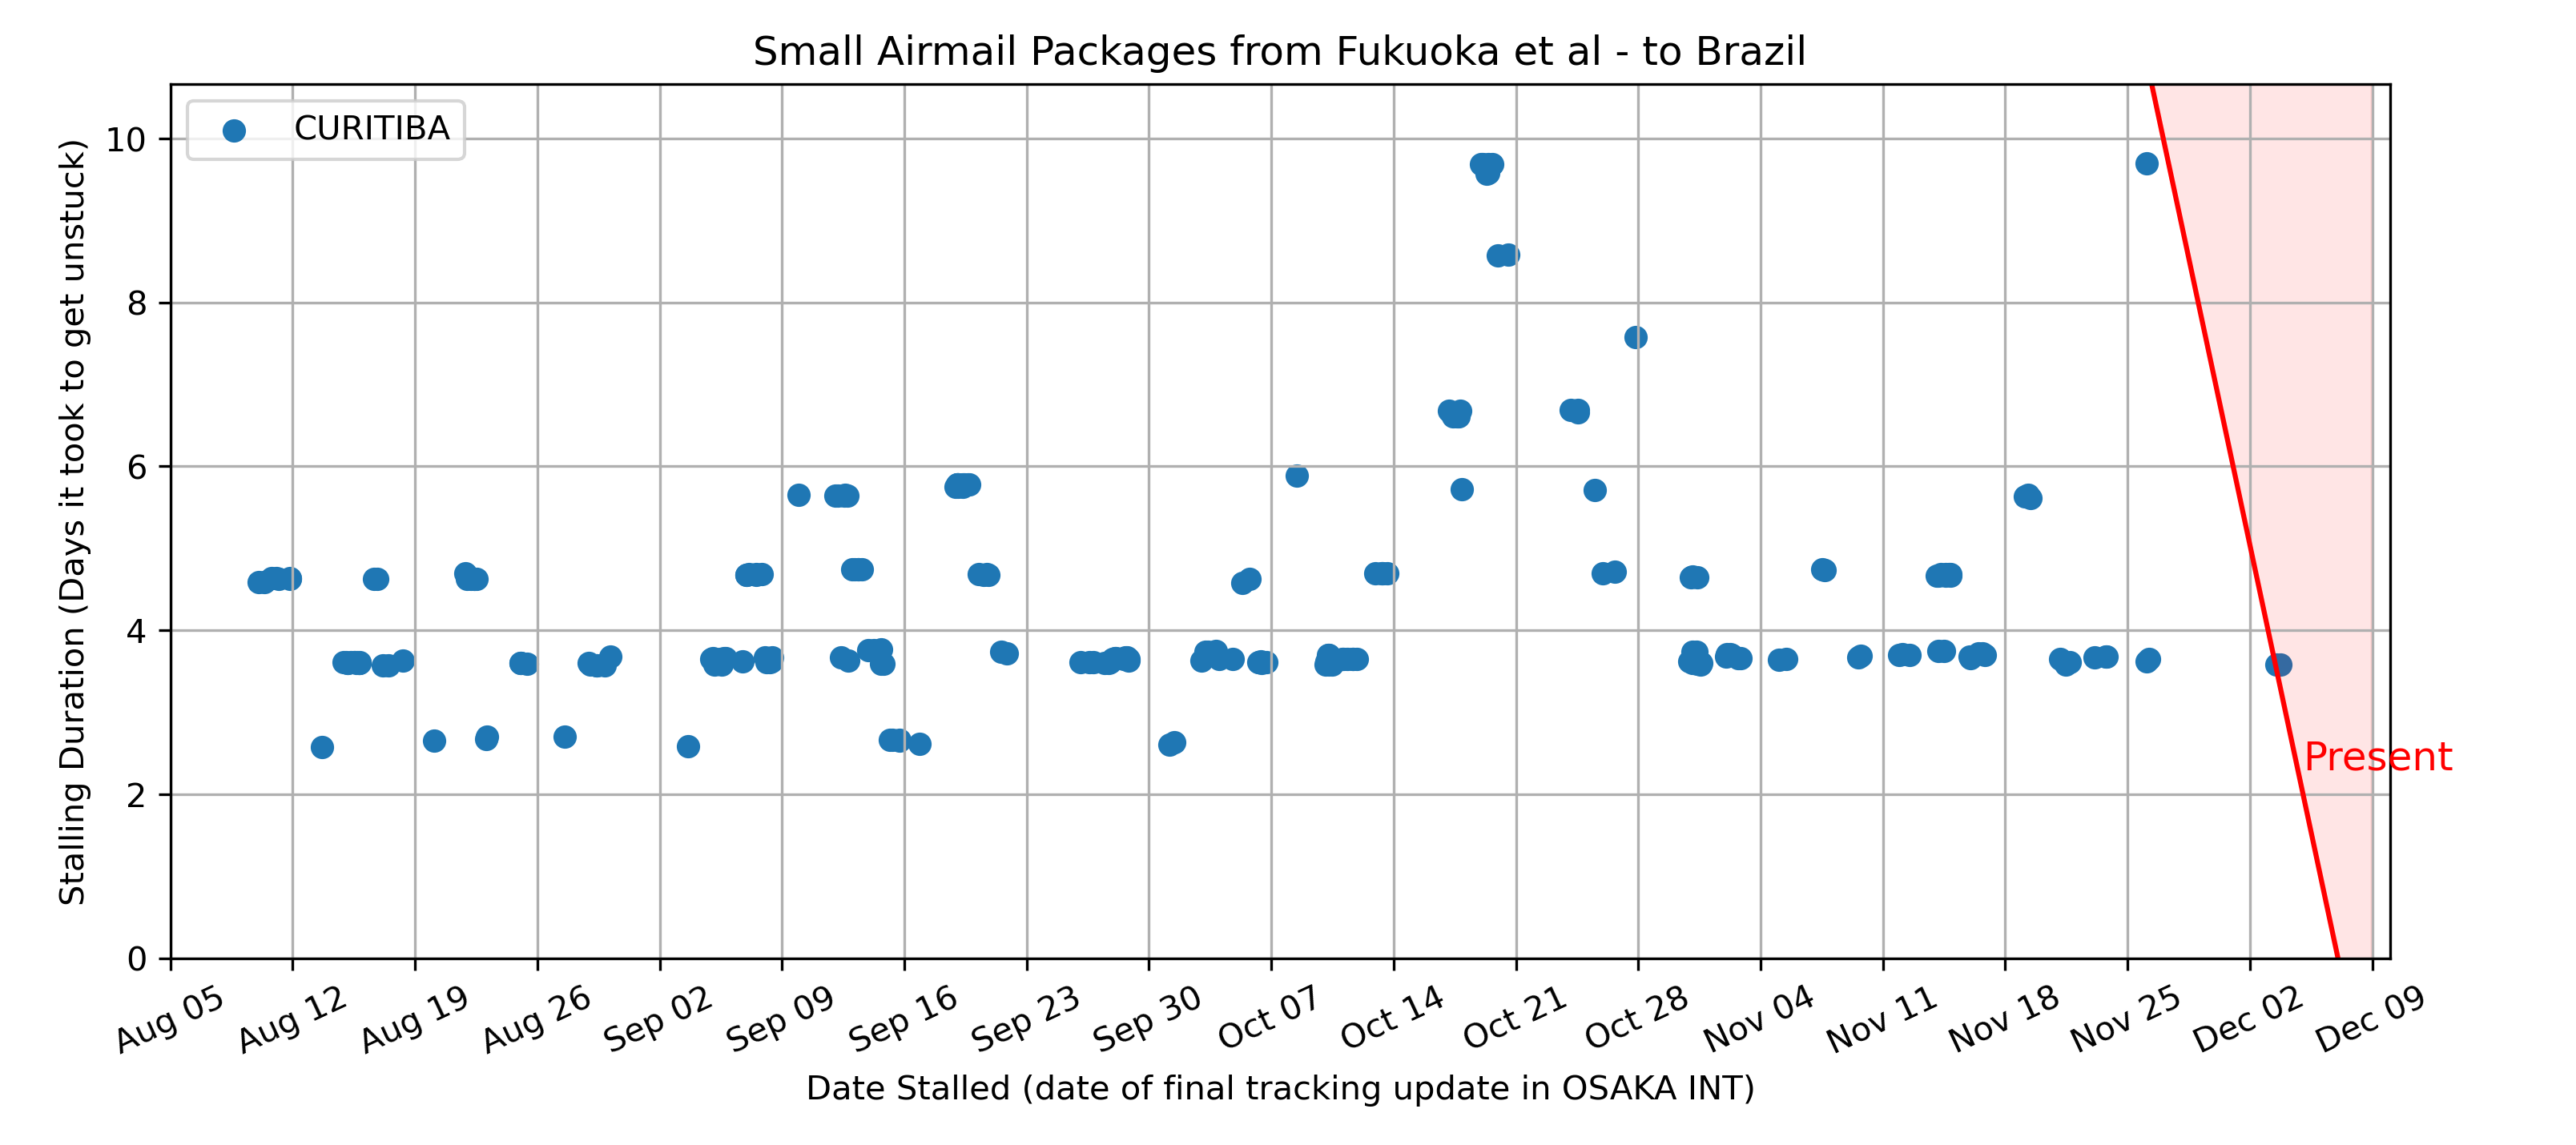 Small Airmail Packages from Fukuoka et al - to Brazil
CURITIBA
Stalling Duration (Days it took to get unstuck)
10
8
6
4
2
0
Present
Aug 05
Aug 12
Aug 19
Aug 26
Sep 02
Sep 09
Sep 16
Sep 23
Sep 30
Oct 07
Oct 14
Oct 21
Oct 28
Nov 04
Nov 11
Nov 18
Nov 25
Dec 02
Dec 09
Date Stalled (date of final tracking update in OSAKA INT)